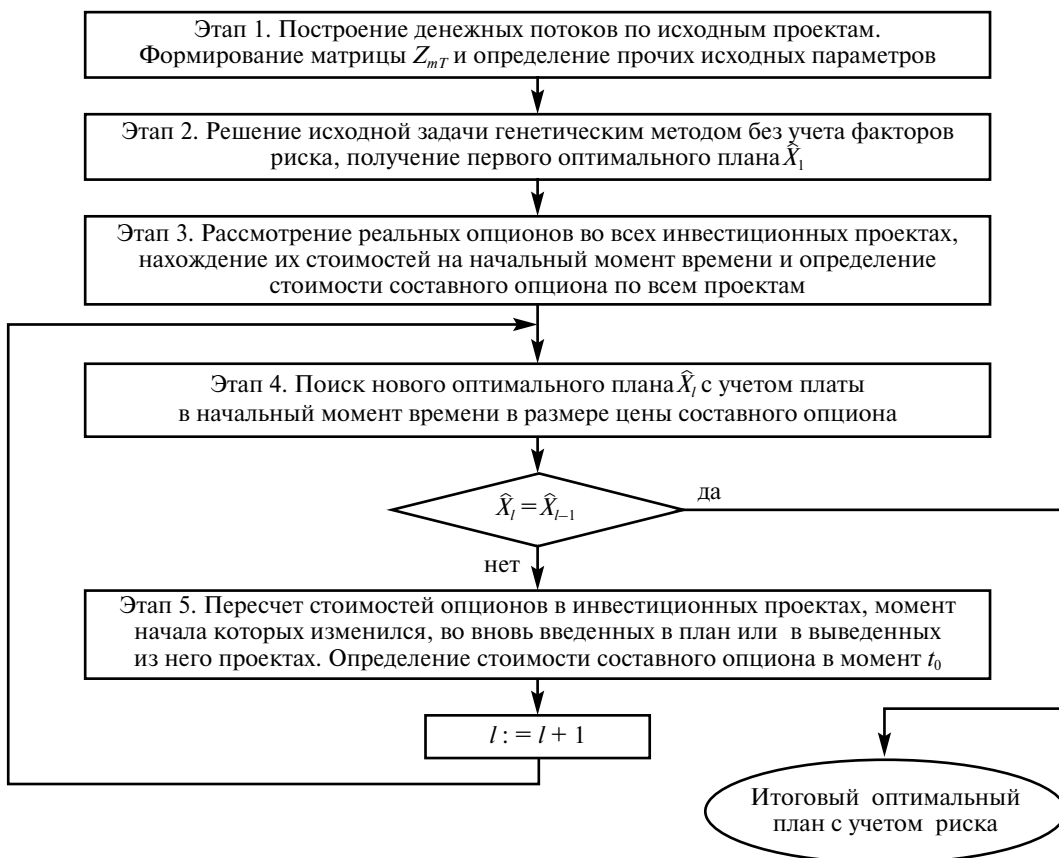 Этап 1. Построение денежных потоков по исходным проектам.
Формирование матрицы Z_{mT} и определение прочих исходных параметров
Этап 2. Решение исходной задачи генетическим методом без учета факторов
риска, получение первого оптимального плана X̂₁
Этап 3. Рассмотрение реальных опционов во всех инвестиционных проектах,
нахождение их стоимостей на начальный момент времени и определение
стоимости составного опциона по всем проектам
Этап 4. Поиск нового оптимального плана X̂_l с учетом платы
в начальный момент времени в размере цены составного опциона
X̂_l = X̂_{l–1}
да
нет
Этап 5. Пересчет стоимостей опционов в инвестиционных проектах, момент
начала которых изменился, во вновь введенных в план или в выведенных
из него проектах. Определение стоимости составного опциона в момент t₀
l : = l + 1
Итоговый оптимальный
план с учетом риска